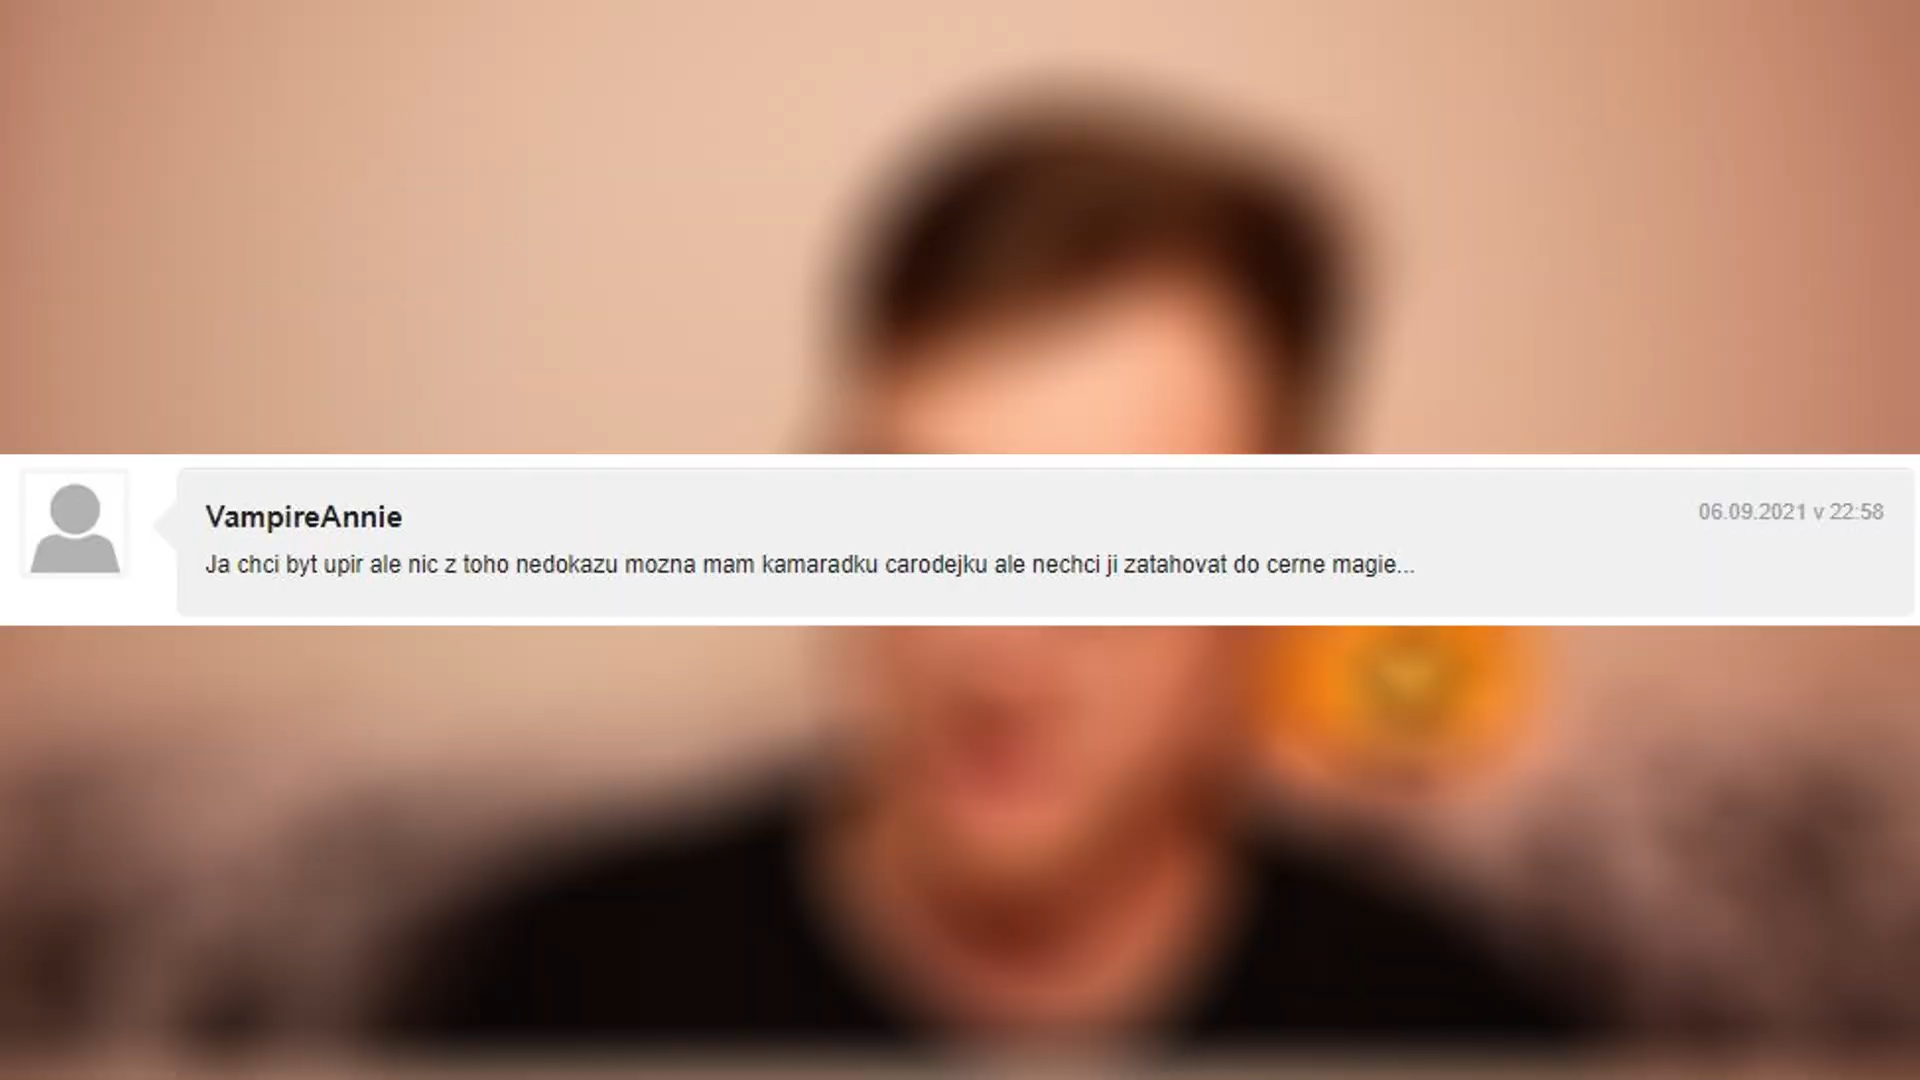 VampireAnnie
06.09.2021 v 22:58
Ja chci byt upir ale nic z toho nedokazu mozna mam kamaradku carodejku ale nechci ji zatahovat do cerne magie...